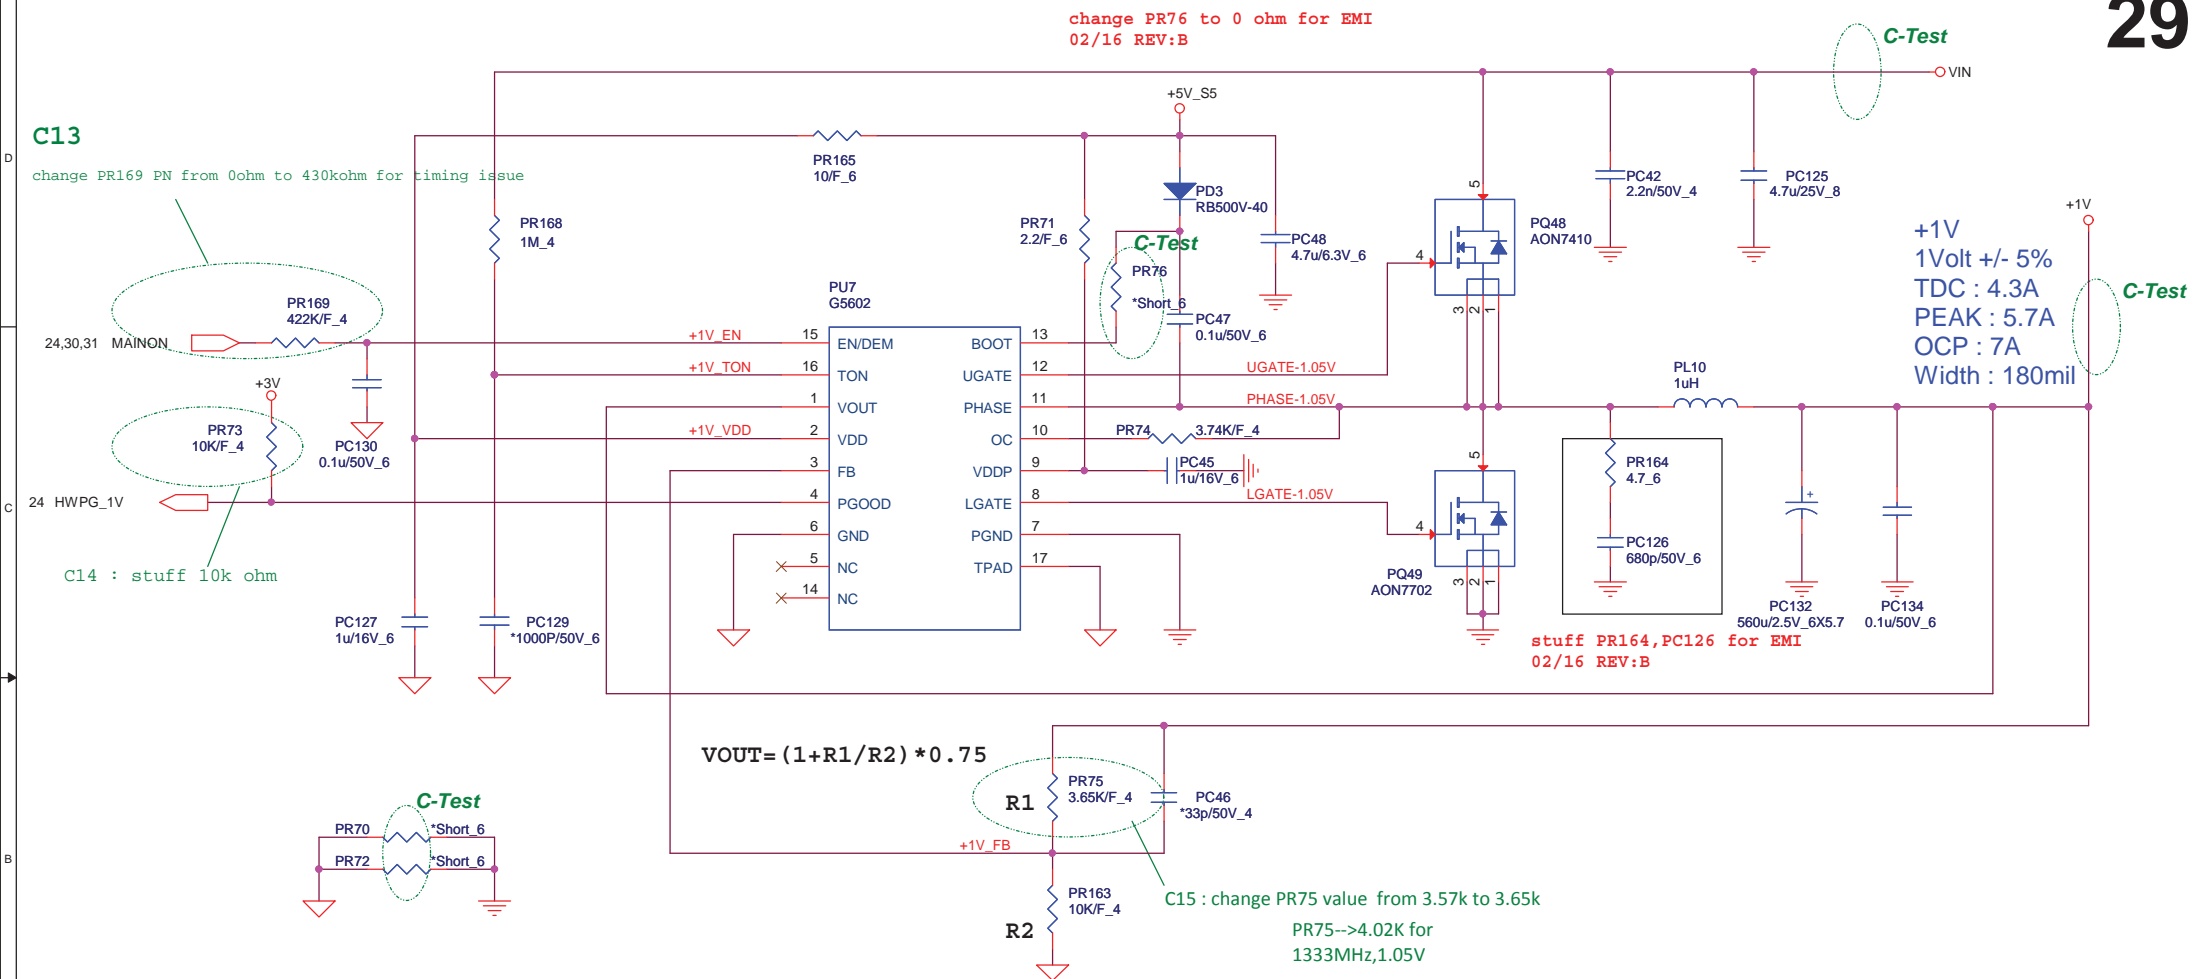 change PR76 to 0 ohm for EMI
02/16 REV:B
29
C-Test
VIN
+5V_S5
C13
change PR169 PN from 0ohm to 430kohm for timing issue
PR165
10/F_6
PR168
1M_4
PR71
2.2/F_6
PD3
RB500V-40
C-Test
PR76
*Short_6
PC48
4.7u/6.3V_6
PC47
0.1u/50V_6
5
4
3
2
1
PQ48
AON7410
PC42
2.2n/50V_4
PC125
4.7u/25V_8
+1V
+1V
1Volt +/- 5%
TDC : 4.3A
PEAK : 5.7A
OCP : 7A
Width : 180mil
C-Test
PR169
422K/F_4
24,30,31 MAINON
+3V
PR73
10K/F_4
PC130
0.1u/50V_6
24 HWPG_1V
C14 : stuff 10k ohm
PU7
G5602
+1V_EN
15
EN/DEM
+1V_TON
16
TON
1
VOUT
+1V_VDD
2
VDD
3
FB
4
PGOOD
6
GND
5
NC
14
NC
BOOT
13
UGATE
12
UGATE-1.05V
PHASE
11
PHASE-1.05V
OC
10
PR74
3.74K/F_4
VDDP
9
PC45
1u/16V_6
LGATE
8
LGATE-1.05V
PGND
7
TPAD
17
5
4
3
2
1
PQ49
AON7702
PL10
1uH
PR164
4.7_6
PC126
680p/50V_6
+
PC132
560u/2.5V_6X5.7
PC134
0.1u/50V_6
stuff PR164,PC126 for EMI
02/16 REV:B
PC127
1u/16V_6
PC129
*1000P/50V_6
VOUT=(1+R1/R2)*0.75
R1
PR75
3.65K/F_4
PC46
*33p/50V_4
+1V_FB
C-Test
PR70
*Short_6
PR72
*Short_6
PR163
10K/F_4
R2
C15 : change PR75 value from 3.57k to 3.65k
PR75-->4.02K for
1333MHz,1.05V
D
C
B